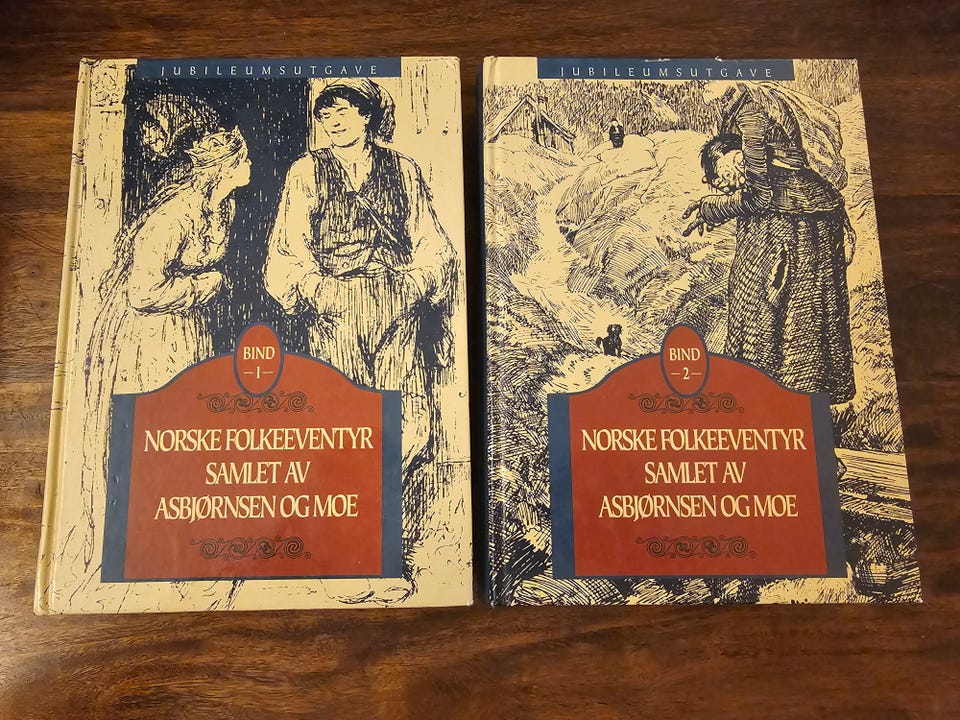 JUBILEUMSUTGAVE
BIND
–1–
NORSKE FOLKEEVENTYR
SAMLET AV
ASBJØRNSEN OG MOE
JUBILEUMSUTGAVE
BIND
–2–
NORSKE FOLKEEVENTYR
SAMLET AV
ASBJØRNSEN OG MOE